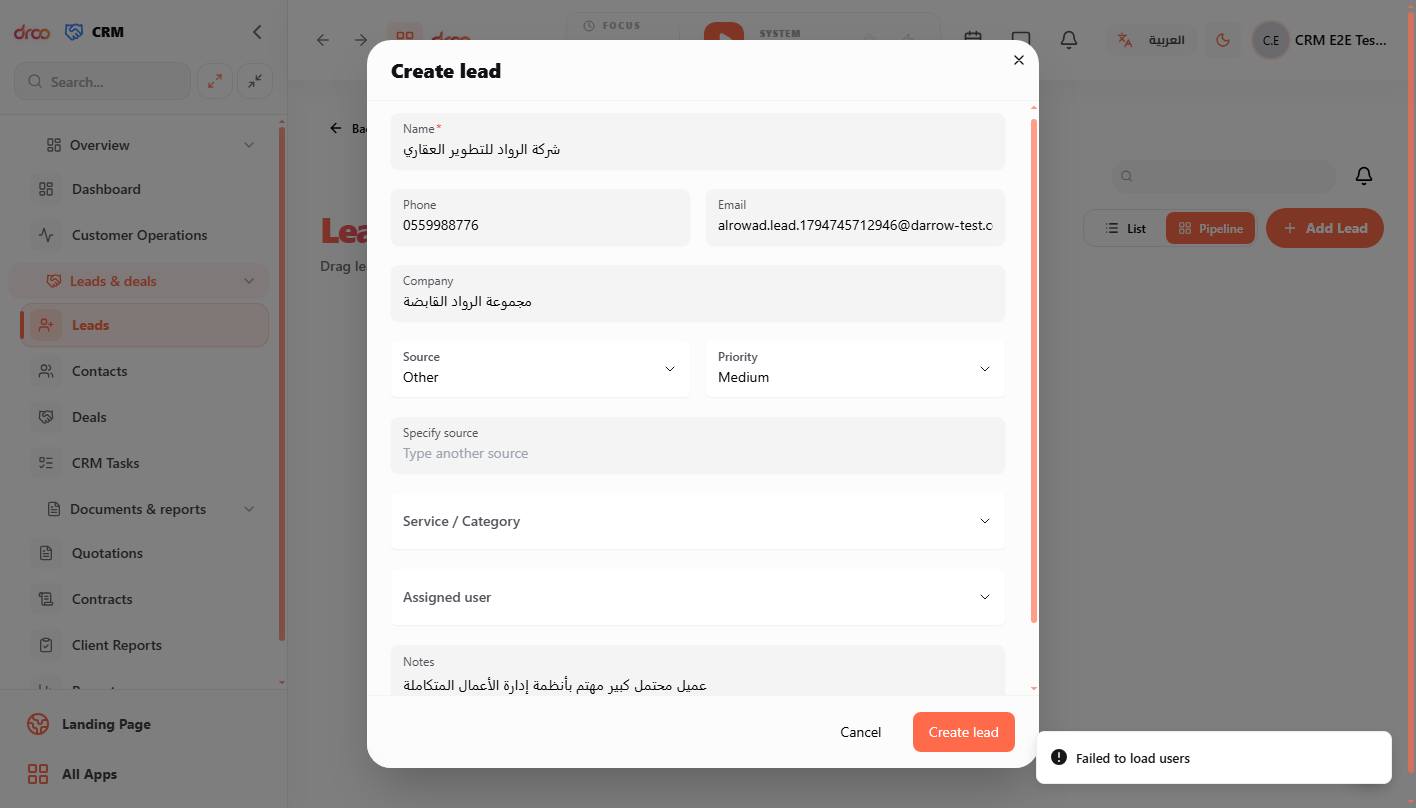 droo CRM
Search...
Overview
Dashboard
Customer Operations
Leads & deals
Leads
Contacts
Deals
CRM Tasks
Documents & reports
Quotations
Contracts
Client Reports
Landing Page
All Apps
FOCUS
SYSTEM
العربية
C.E
CRM E2E Tes...
List
Pipeline
Add Lead
Create lead
Name*
شركة الرواد للتطوير العقاري
Phone
0559988776
Email
alrowad.lead.1794745712946@darrow-test.c
Company
مجموعة الرواد القابضة
Source
Other
Priority
Medium
Specify source
Type another source
Service / Category
Assigned user
Notes
عميل محتمل كبير مهتم بأنظمة إدارة الأعمال المتكاملة
Cancel
Create lead
Failed to load users